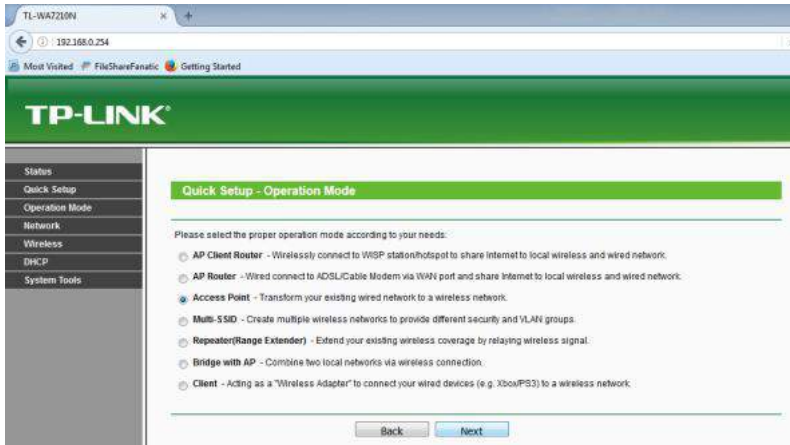 TL-WA7210N
192.168.0.254
Most Visited FileShareFanatic Getting Started
TP-LINK®
Status
Quick Setup
Operation Mode
Network
Wireless
DHCP
System Tools
Quick Setup - Operation Mode
Please select the proper operation mode according to your needs:
AP Client Router - Wirelessly connect to WISP station/hotspot to share Internet to local wireless and wired network.
AP Router - Wired connect to ADSL/Cable Modem via WAN port and share Internet to local wireless and wired network.
Access Point - Transform your existing wired network to a wireless network.
Multi-SSID - Create multiple wireless networks to provide different security and VLAN groups.
Repeater(Range Extender) - Extend your existing wireless coverage by relaying wireless signal.
Bridge with AP - Combine two local networks via wireless connection.
Client - Acting as a "Wireless Adapter" to connect your wired devices (e.g. Xbox/PS3) to a wireless network.
Back Next